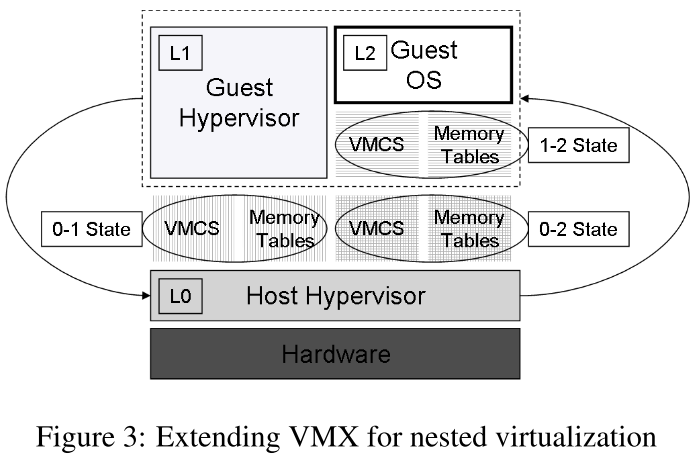 L1
Guest
Hypervisor
L2 Guest
OS
VMCS Memory
Tables
1-2 State
0-1 State
VMCS Memory
Tables
VMCS Memory
Tables
0-2 State
L0 Host Hypervisor
Hardware
Figure 3: Extending VMX for nested virtualization